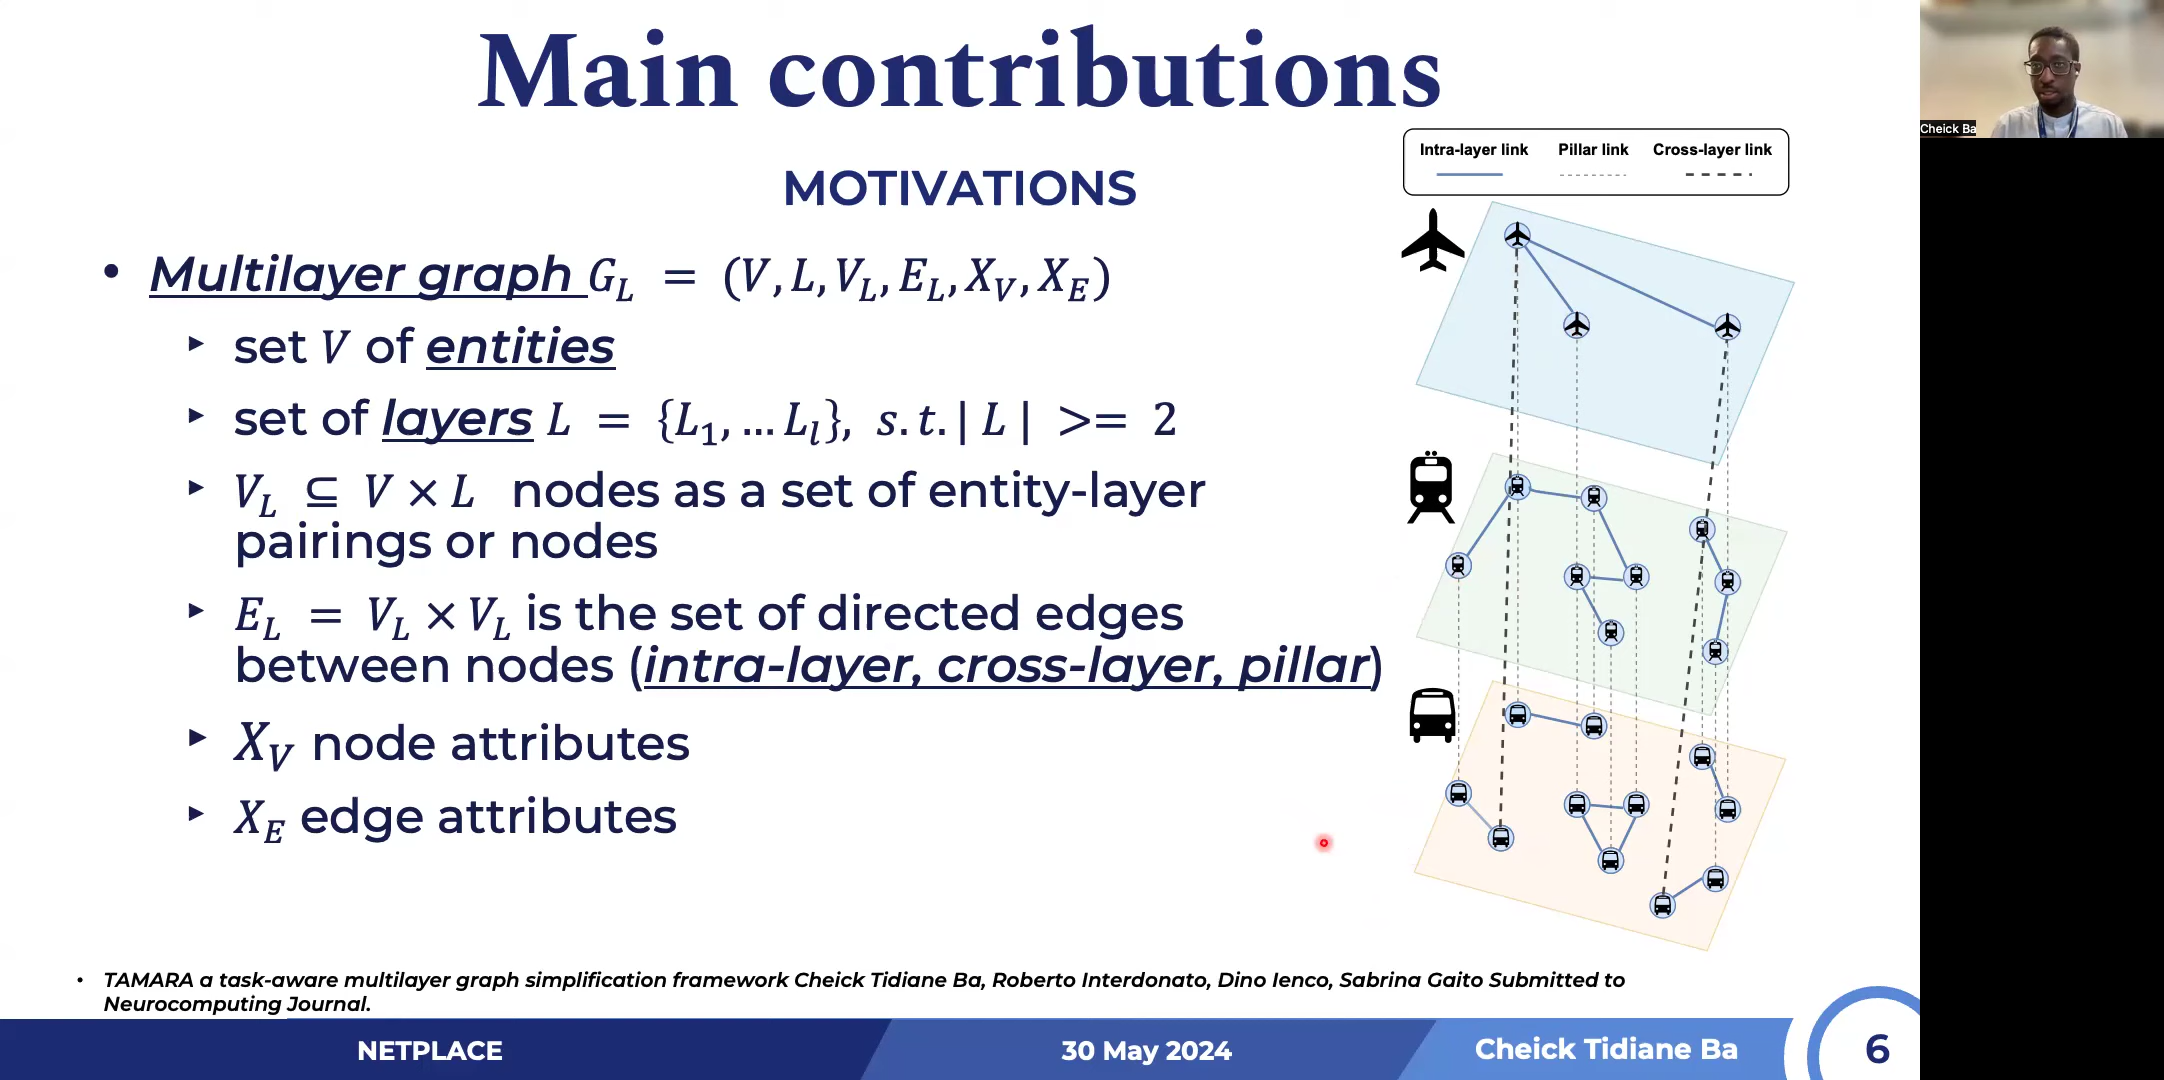 Main contributions
Cheick Ba
Intra-layer link Pillar link Cross-layer link
MOTIVATIONS
• Multilayer graph G_L = (V, L, V_L, E_L, X_V, X_E)
▸ set V of entities
▸ set of layers L = {L_1, … L_l}, s.t.| L | >= 2
▸ V_L ⊆ V × L nodes as a set of entity-layer
pairings or nodes
▸ E_L = V_L × V_L is the set of directed edges
between nodes (intra-layer, cross-layer, pillar)
▸ X_V node attributes
▸ X_E edge attributes
• TAMARA a task-aware multilayer graph simplification framework Cheick Tidiane Ba, Roberto Interdonato, Dino Ienco, Sabrina Gaito Submitted to
Neurocomputing Journal.
NETPLACE 30 May 2024 Cheick Tidiane Ba 6